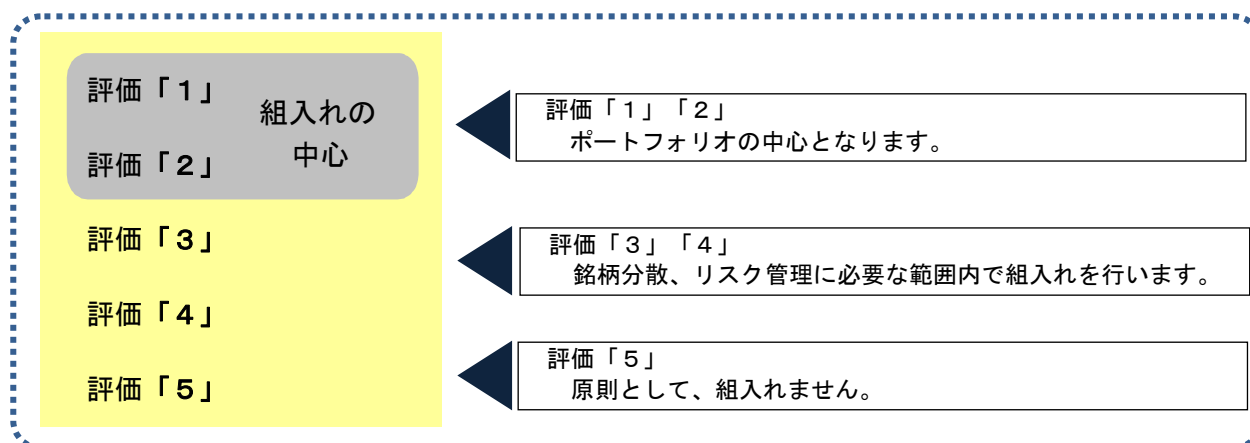 評価「１」
評価「２」
組入れの
中心
評価「３」
評価「４」
評価「５」
評価「１」「２」
ポートフォリオの中心となります。
評価「３」「４」
銘柄分散、リスク管理に必要な範囲内で組入れを行います。
評価「５」
原則として、組入れません。